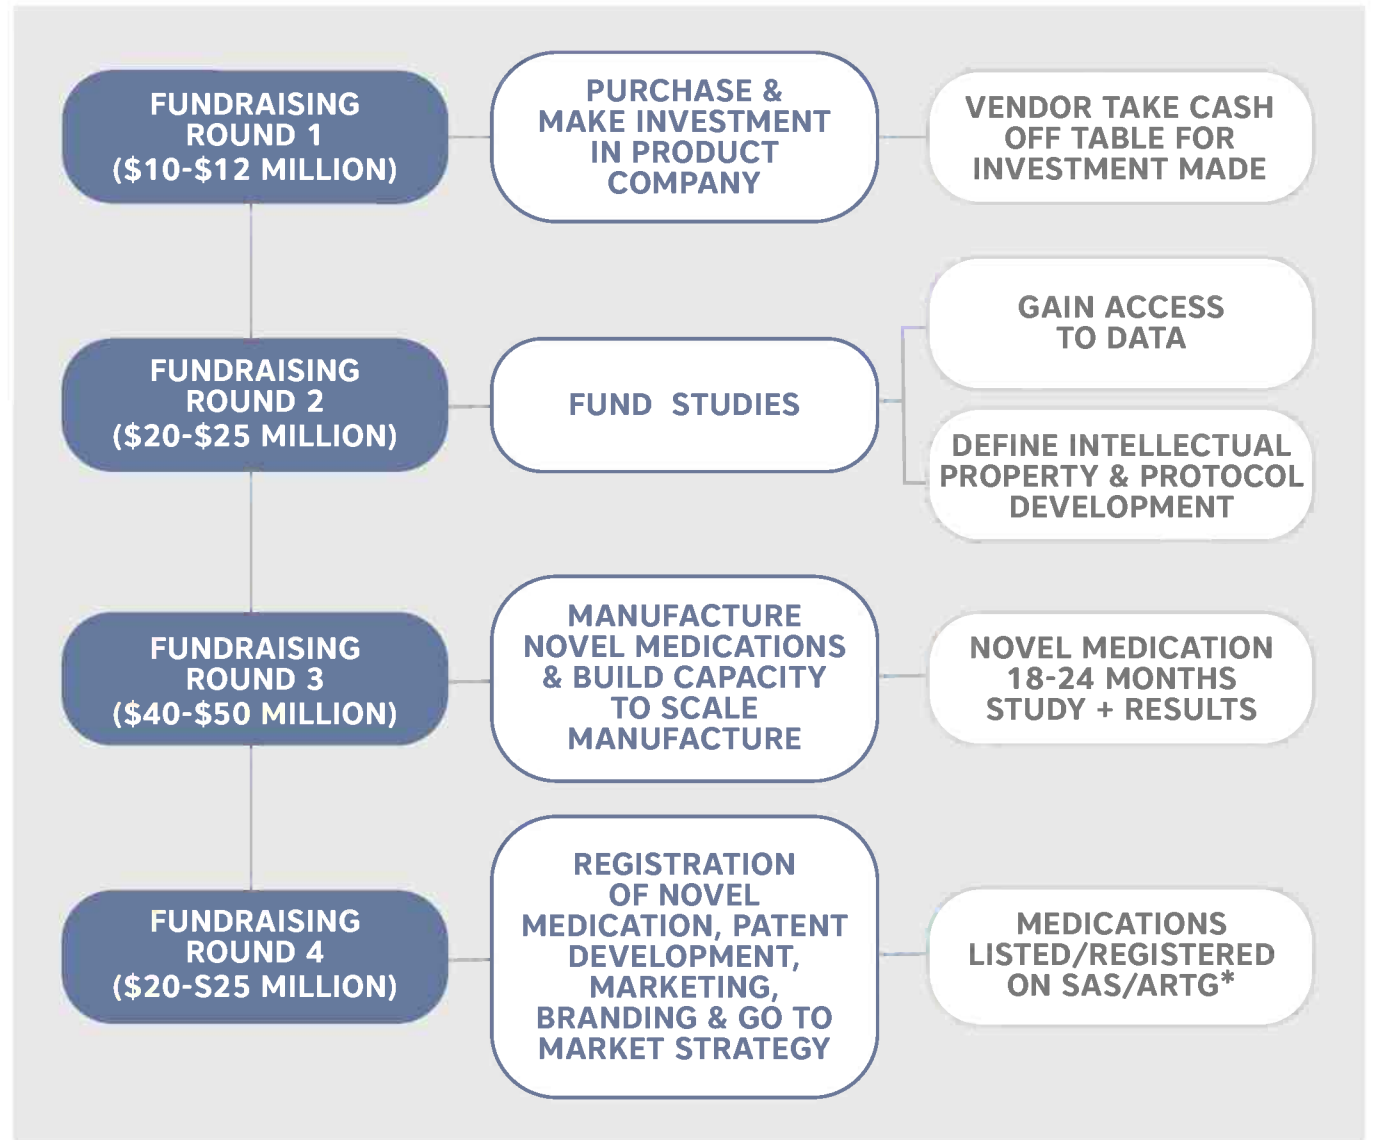 FUNDRAISING
ROUND 1
($10-$12 MILLION)
PURCHASE &
MAKE INVESTMENT
IN PRODUCT
COMPANY
VENDOR TAKE CASH
OFF TABLE FOR
INVESTMENT MADE
FUNDRAISING
ROUND 2
($20-$25 MILLION)
FUND STUDIES
GAIN ACCESS
TO DATA
DEFINE INTELLECTUAL
PROPERTY & PROTOCOL
DEVELOPMENT
FUNDRAISING
ROUND 3
($40-$50 MILLION)
MANUFACTURE
NOVEL MEDICATIONS
& BUILD CAPACITY
TO SCALE
MANUFACTURE
NOVEL MEDICATION
18-24 MONTHS
STUDY + RESULTS
FUNDRAISING
ROUND 4
($20-S25 MILLION)
REGISTRATION
OF NOVEL
MEDICATION, PATENT
DEVELOPMENT,
MARKETING,
BRANDING & GO TO
MARKET STRATEGY
MEDICATIONS
LISTED/REGISTERED
ON SAS/ARTG*